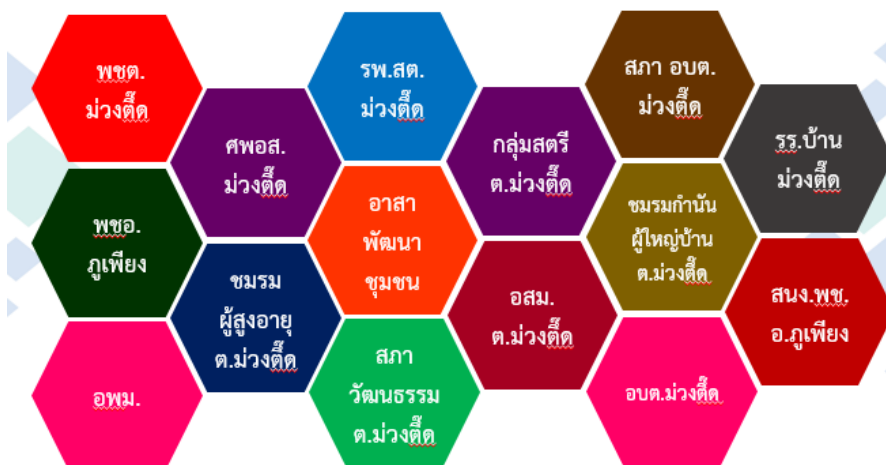 พชต.
ม่วงตึ๊ด
รพ.สต.
ม่วงตึ๊ด
สภา อบต.
ม่วงตึ๊ด
ศพอส.
ม่วงตึ๊ด
กลุ่มสตรี
ต.ม่วงตึ๊ด
รร.บ้าน
ม่วงตึ๊ด
พชอ.
ภูเพียง
อาสา
พัฒนา
ชุมชน
ชมรมกำนัน
ผู้ใหญ่บ้าน
ต.ม่วงตึ๊ด
ชมรม
ผู้สูงอายุ
ต.ม่วงตึ๊ด
อสม.
ต.ม่วงตึ๊ด
สนง.พช.
อ.ภูเพียง
อพม.
สภา
วัฒนธรรม
ต.ม่วงตึ๊ด
อบต.ม่วงตึ๊ด